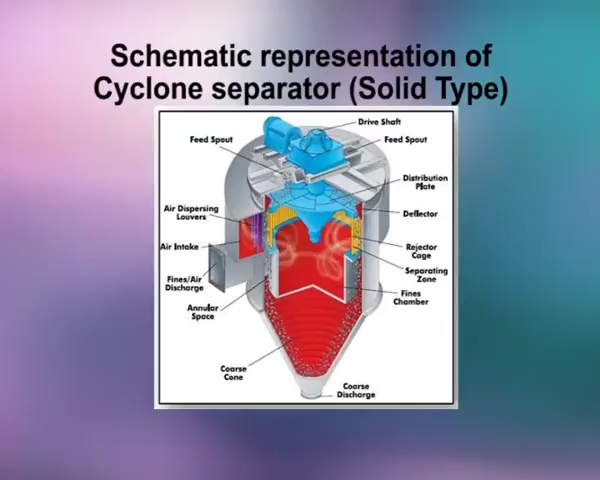 Schematic representation of
Cyclone separator (Solid Type)
Drive Shaft
Feed Spout
Feed Spout
Distribution
Plate
Air Dispersing
Louvers
Deflector
Air Intake
Rejector
Cage
Fines/Air
Discharge
Separating
Zone
Annular
Space
Fines
Chamber
Coarse
Cone
Coarse
Discharge